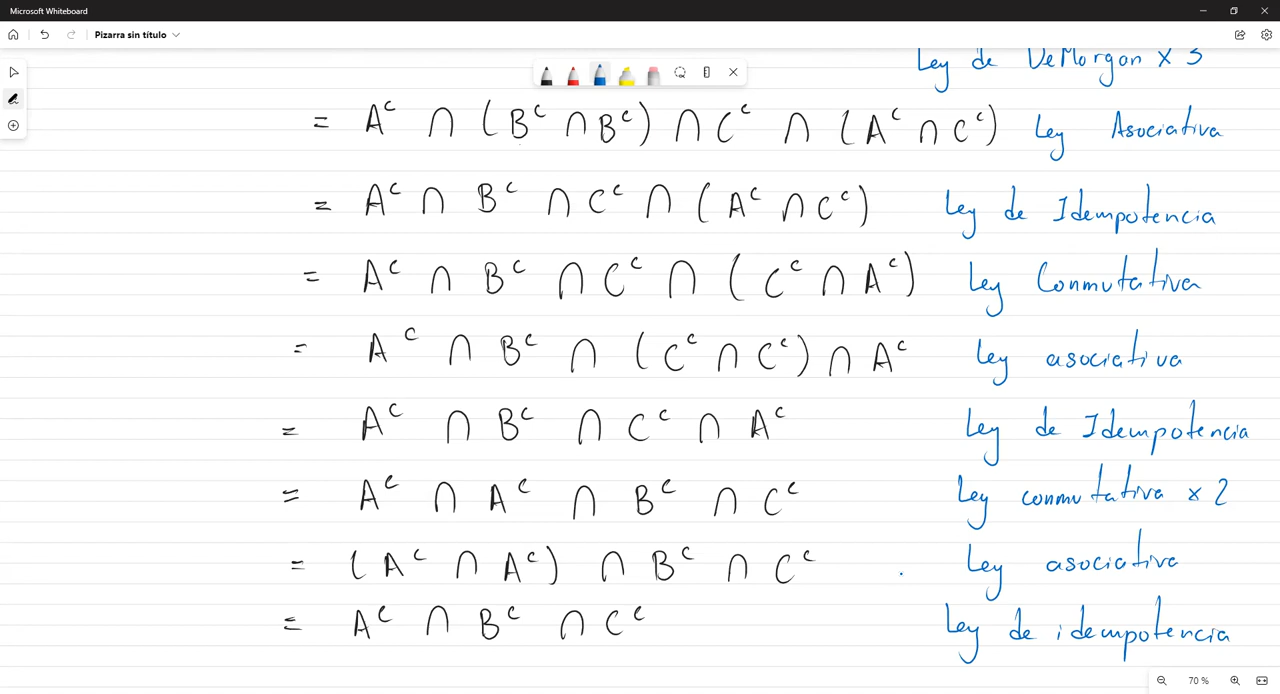 Microsoft Whiteboard
Pizarra sin título
Ley de DeMorgan x 3
= Aᶜ ∩ (Bᶜ ∩ Bᶜ) ∩ Cᶜ ∩ (Aᶜ ∩ Cᶜ) Ley Asociativa
= Aᶜ ∩ Bᶜ ∩ Cᶜ ∩ (Aᶜ ∩ Cᶜ) Ley de Idempotencia
= Aᶜ ∩ Bᶜ ∩ Cᶜ ∩ (Cᶜ ∩ Aᶜ) Ley Conmutativa
= Aᶜ ∩ Bᶜ ∩ (Cᶜ ∩ Cᶜ) ∩ Aᶜ Ley asociativa
= Aᶜ ∩ Bᶜ ∩ Cᶜ ∩ Aᶜ Ley de Idempotencia
= Aᶜ ∩ Aᶜ ∩ Bᶜ ∩ Cᶜ Ley conmutativa x 2
= (Aᶜ ∩ Aᶜ) ∩ Bᶜ ∩ Cᶜ Ley asociativa
= Aᶜ ∩ Bᶜ ∩ Cᶜ Ley de idempotencia
70 %